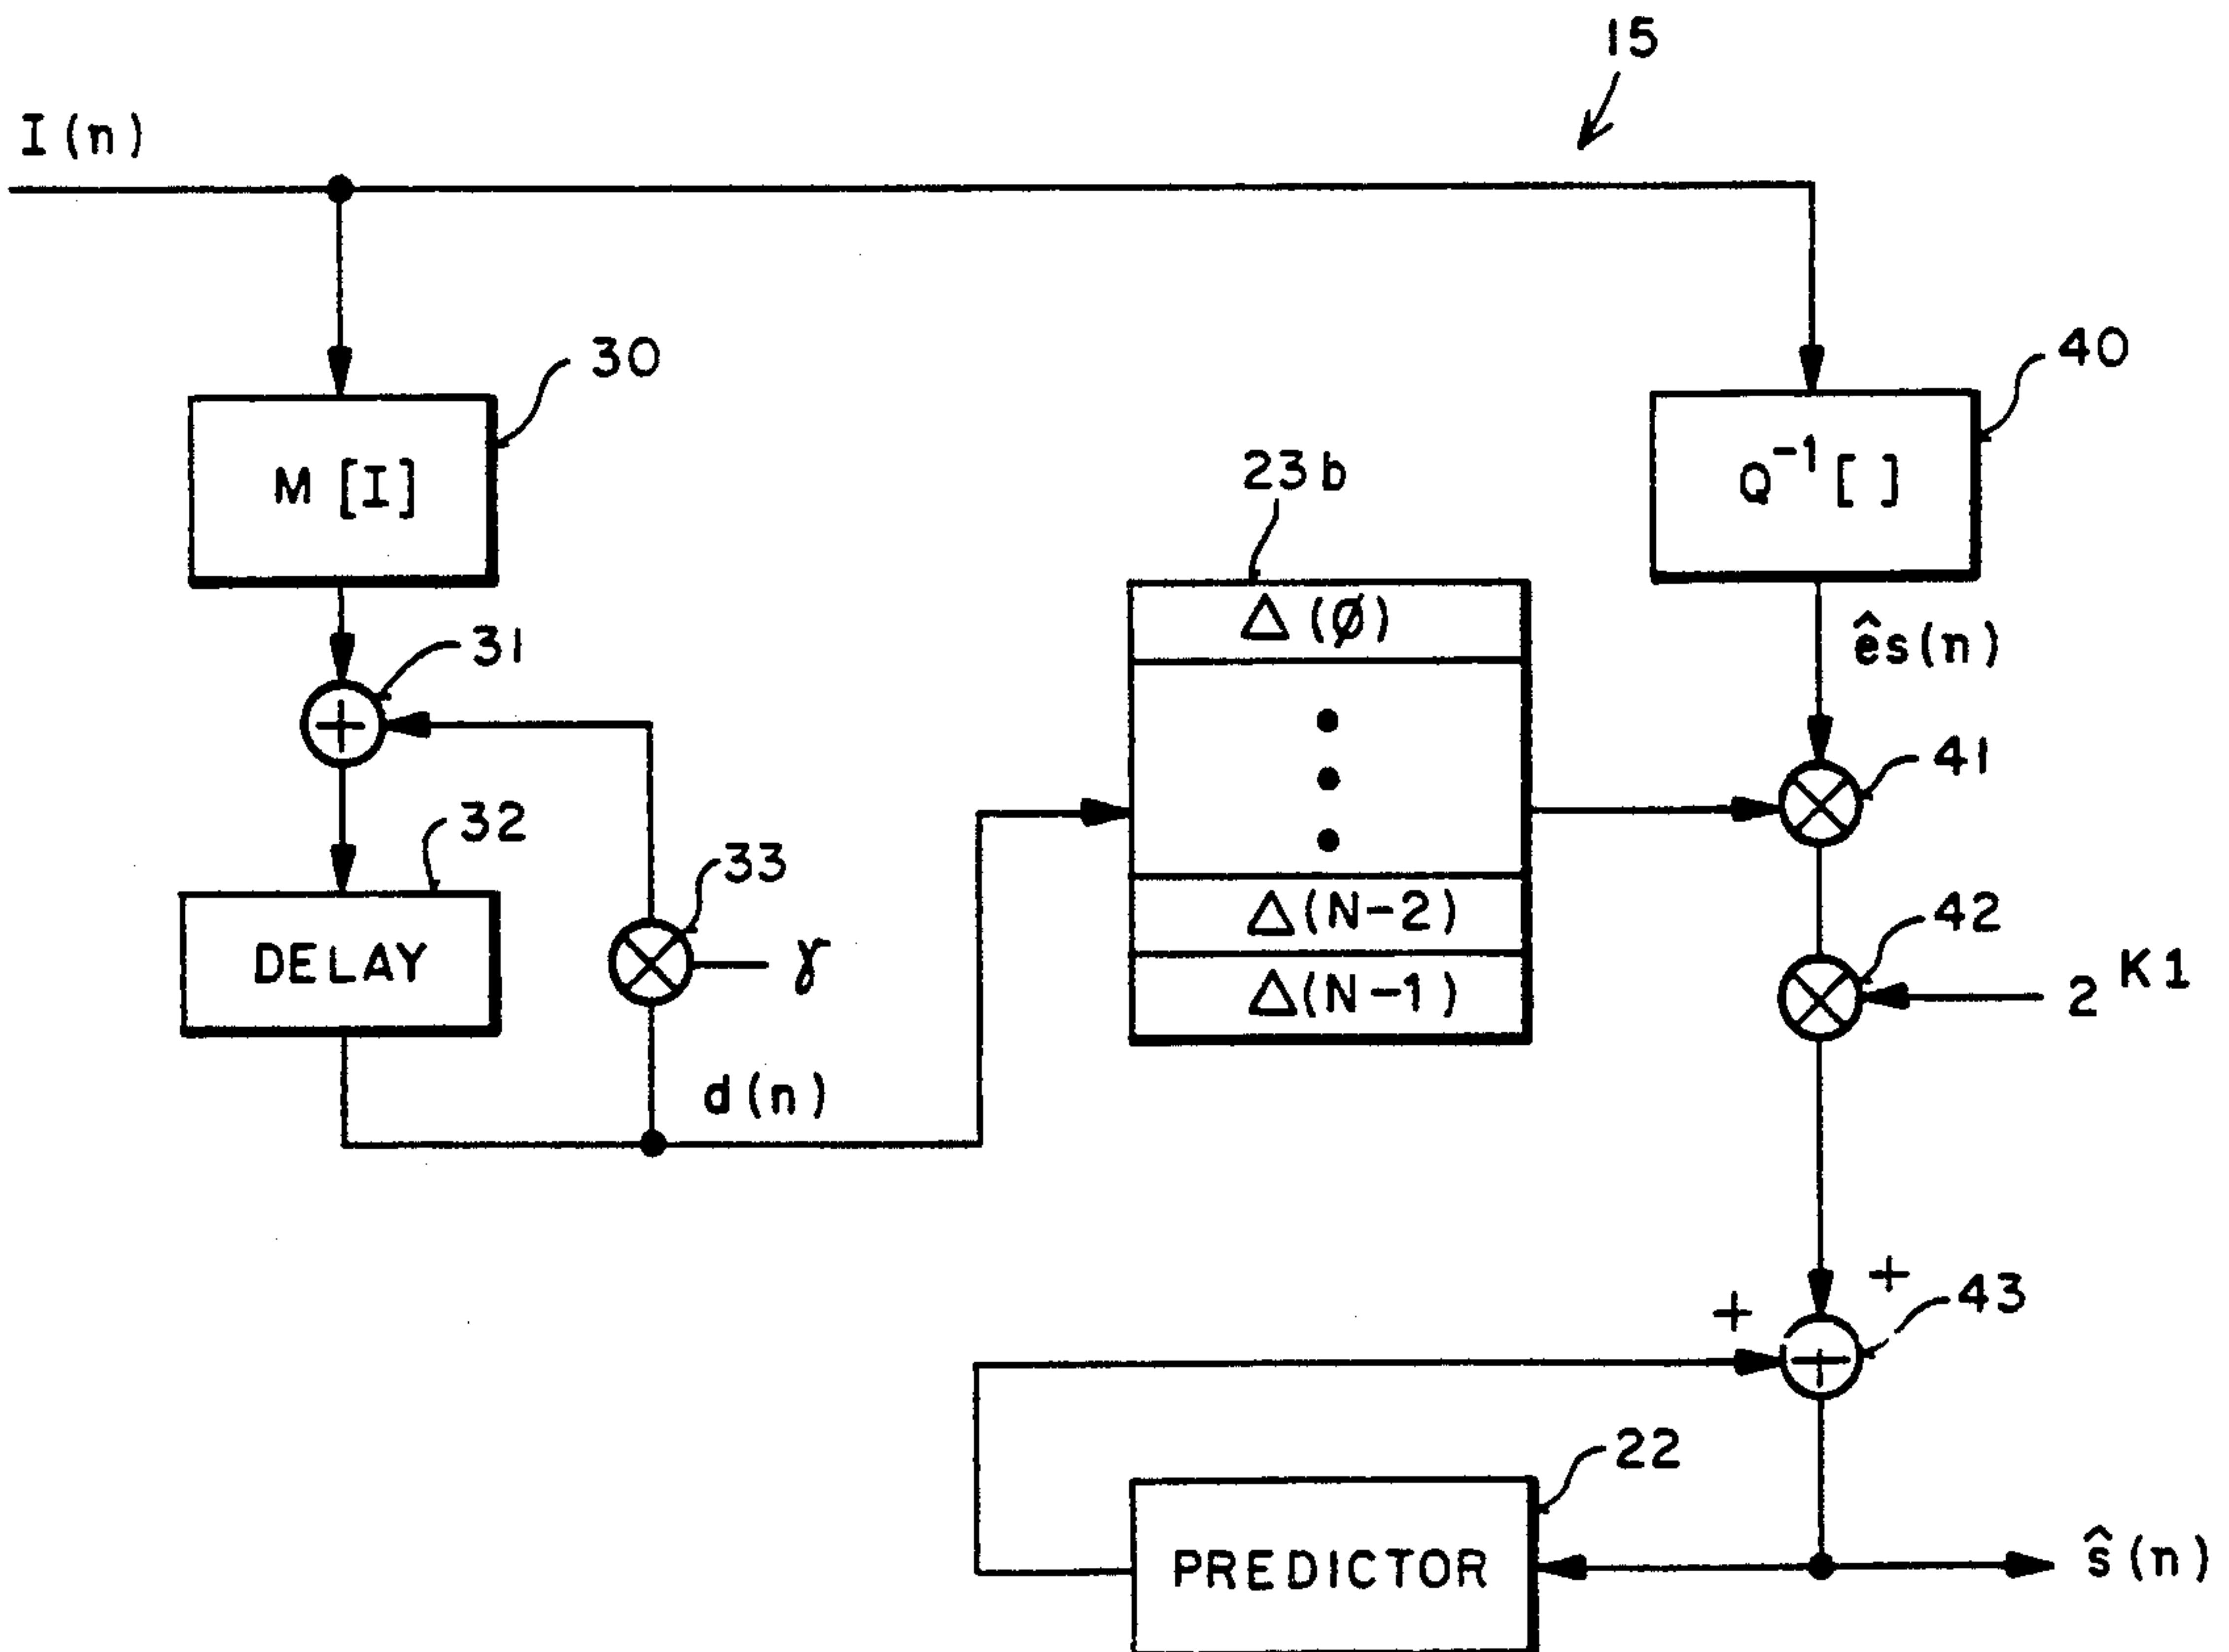 15
I(n)
30
40
M[I]
23b
Q⁻¹[ ]
Δ(Ø)
ês(n)
31
41
32
33
Δ(N-2)
42
DELAY
γ
Δ(N-1)
2^K1
d(n)
+
+
43
22
PREDICTOR
ŝ(n)